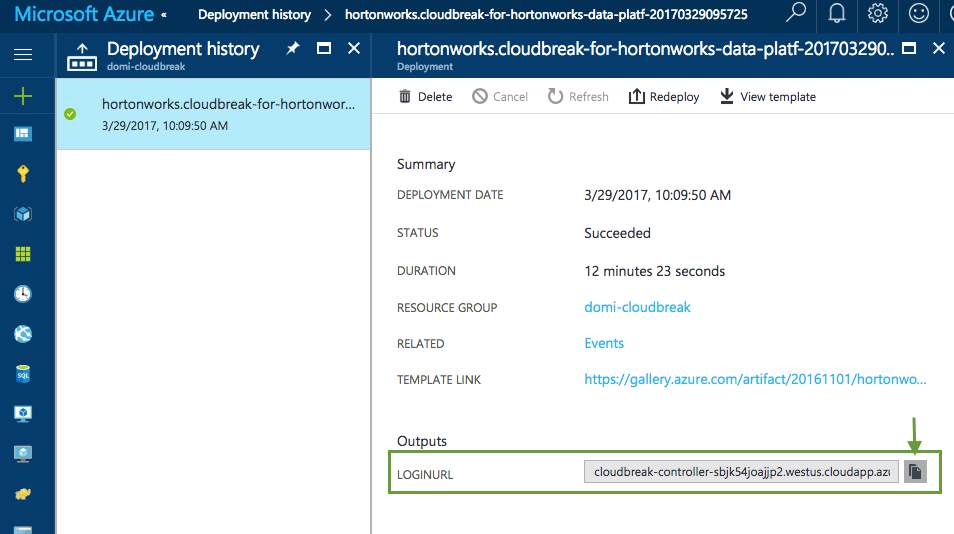 Microsoft Azure « Deployment history > hortonworks.cloudbreak-for-hortonworks-data-platf-20170329095725
Deployment history
domi-cloudbreak
hortonworks.cloudbreak-for-hortonwor...
3/29/2017, 10:09:50 AM
hortonworks.cloudbreak-for-hortonworks-data-platf-201703290..
Deployment
Delete Cancel Refresh Redeploy View template
Summary
DEPLOYMENT DATE 3/29/2017, 10:09:50 AM
STATUS Succeeded
DURATION 12 minutes 23 seconds
RESOURCE GROUP domi-cloudbreak
RELATED Events
TEMPLATE LINK https://gallery.azure.com/artifact/20161101/hortonwo...
Outputs
LOGINURL cloudbreak-controller-sbjk54joajjp2.westus.cloudapp.azu
SQL